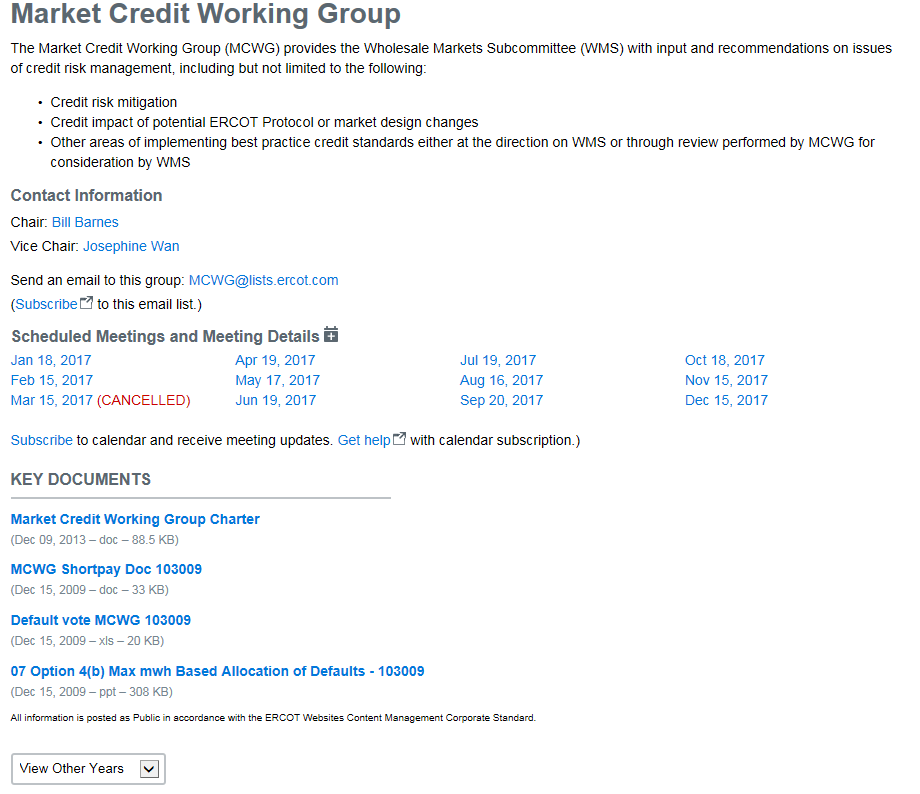 Market Credit Working Group
The Market Credit Working Group (MCWG) provides the Wholesale Markets Subcommittee (WMS) with input and recommendations on issues
of credit risk management, including but not limited to the following:
• Credit risk mitigation
• Credit impact of potential ERCOT Protocol or market design changes
• Other areas of implementing best practice credit standards either at the direction on WMS or through review performed by MCWG for
consideration by WMS
Contact Information
Chair: Bill Barnes
Vice Chair: Josephine Wan
Send an email to this group: MCWG@lists.ercot.com
(Subscribe to this email list.)
Scheduled Meetings and Meeting Details
Jan 18, 2017 Apr 19, 2017 Jul 19, 2017 Oct 18, 2017
Feb 15, 2017 May 17, 2017 Aug 16, 2017 Nov 15, 2017
Mar 15, 2017 (CANCELLED) Jun 19, 2017 Sep 20, 2017 Dec 15, 2017
Subscribe to calendar and receive meeting updates. Get help with calendar subscription.)
KEY DOCUMENTS
Market Credit Working Group Charter
(Dec 09, 2013 – doc – 88.5 KB)
MCWG Shortpay Doc 103009
(Dec 15, 2009 – doc – 33 KB)
Default vote MCWG 103009
(Dec 15, 2009 – xls – 20 KB)
07 Option 4(b) Max mwh Based Allocation of Defaults - 103009
(Dec 15, 2009 – ppt – 308 KB)
All information is posted as Public in accordance with the ERCOT Websites Content Management Corporate Standard.
View Other Years